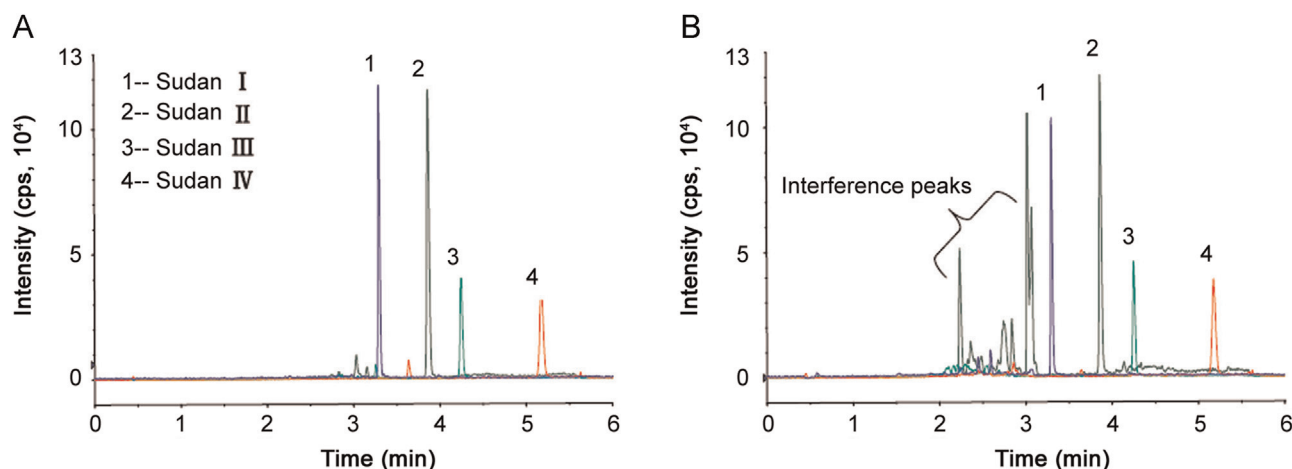 A
13
10
5
0
Intensity (cps, 10⁴)
1-- Sudan Ⅰ
2-- Sudan Ⅱ
3-- Sudan Ⅲ
4-- Sudan Ⅳ
1
2
3
4
0 1 2 3 4 5 6
Time (min)
B
13
10
5
0
Intensity (cps, 10⁴)
Interference peaks
1
2
3
4
0 1 2 3 4 5 6
Time (min)